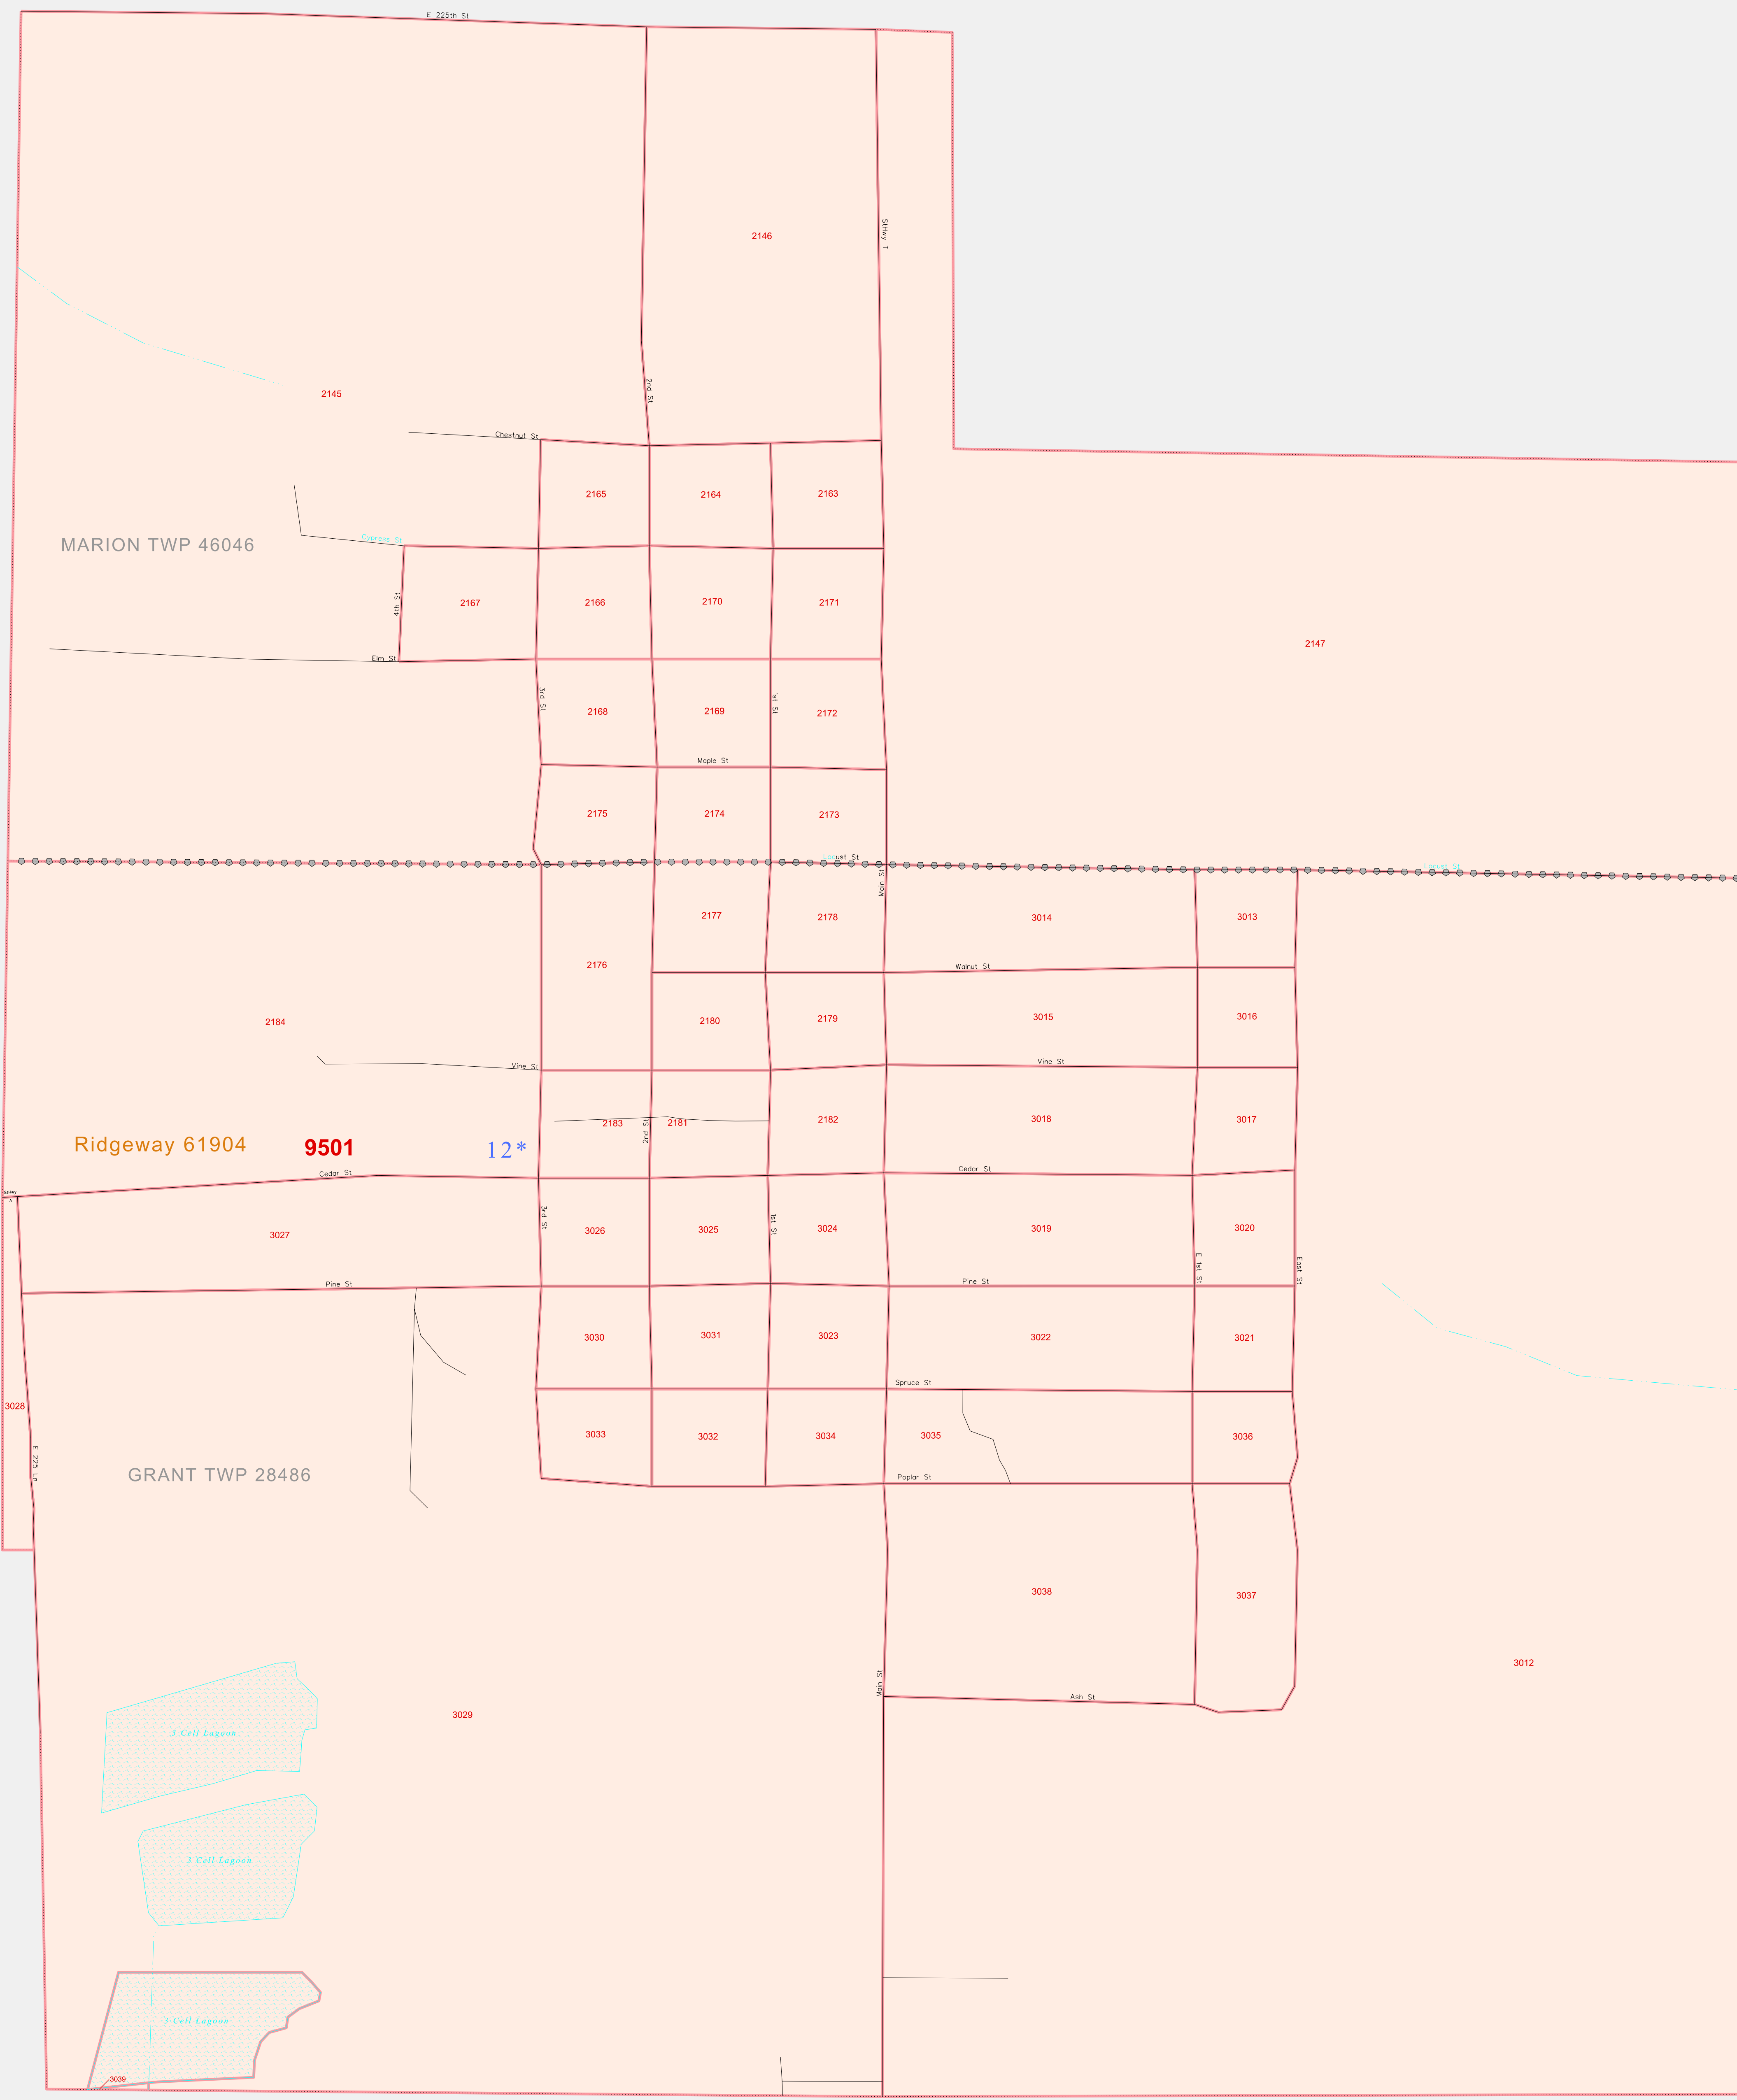 E 225th St
StHwy T
2146
2nd St
2145
Chestnut St
2165
2164
2163
Cypress St
MARION TWP 46046
4th St
2167
2166
2170
2171
2147
Elm St
3rd St
1st St
2168
2169
2172
Maple St
2175
2174
2173
Locust St
Locust St
Main St
2177
2178
3014
3013
2176
Walnut St
2184
2180
2179
3015
3016
Vine St
Vine St
2183
2nd St
2181
2182
3018
3017
Ridgeway 61904
9501
12*
Cedar St
Cedar St
StHwy
A
3rd St
1st St
3027
3026
3025
3024
3019
3020
E 1st St
East St
Pine St
Pine St
3030
3031
3023
3022
3021
Spruce St
3028
3033
3032
3034
3035
3036
E 225 Ln
GRANT TWP 28486
Poplar St
3038
3037
3012
Main St
Ash St
3029
3 Cell Lagoon
3 Cell Lagoon
3 Cell Lagoon
3039